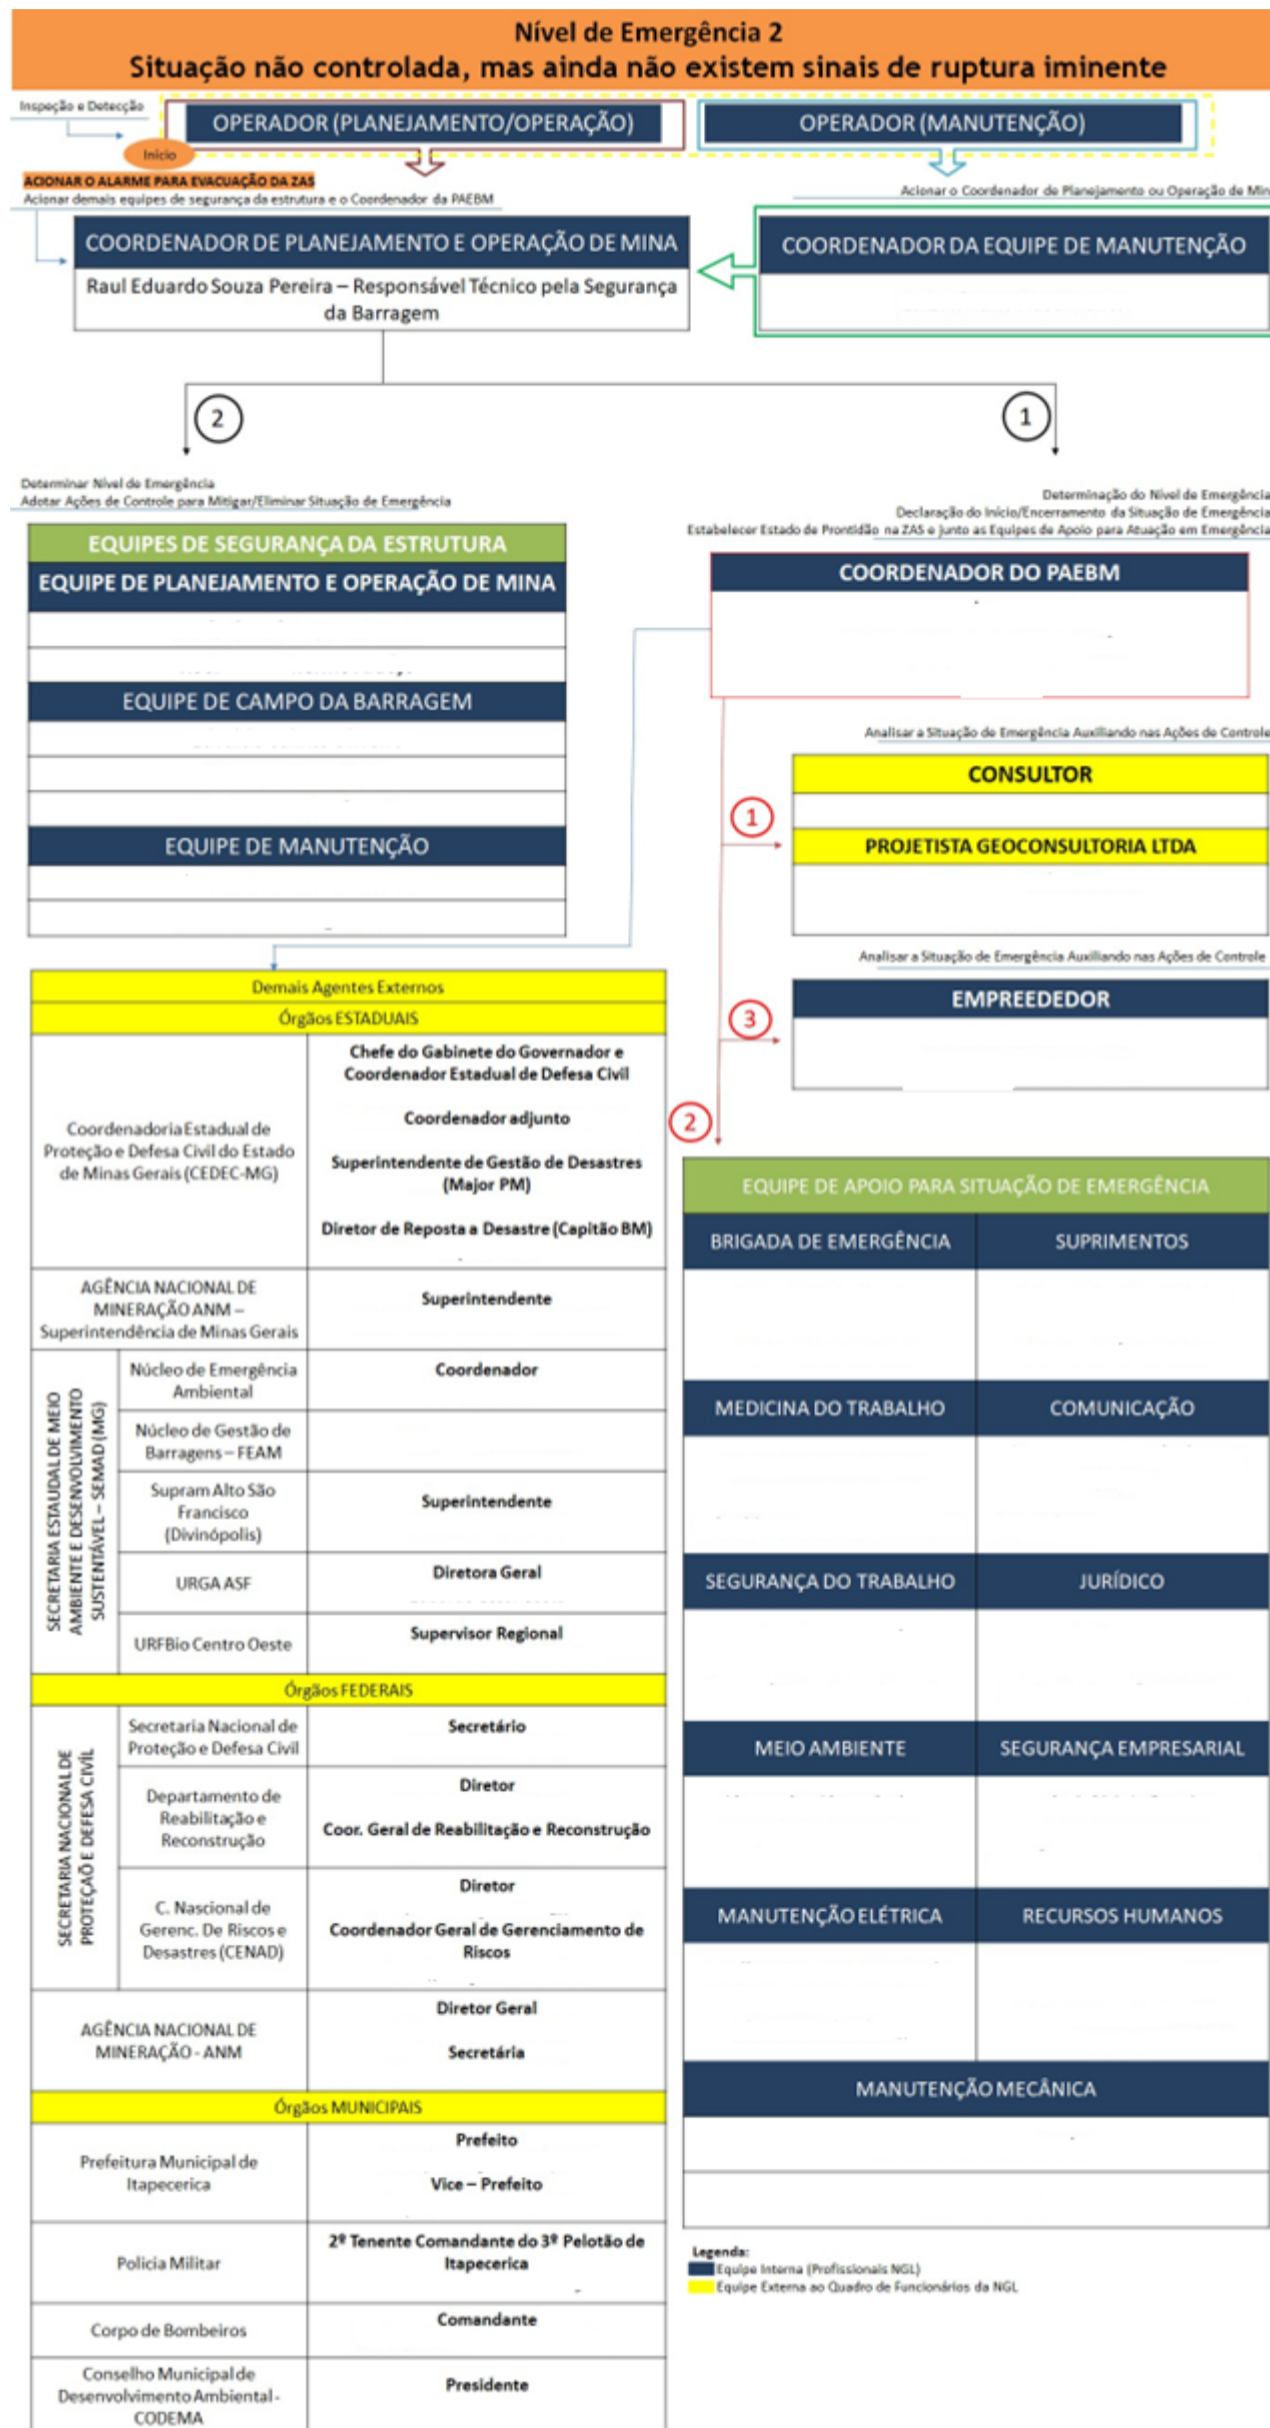 Nível de Emergência 2
Situação não controlada, mas ainda não existem sinais de ruptura iminente
Inspeção e Detecção
OPERADOR (PLANEJAMENTO/OPERAÇÃO)
OPERADOR (MANUTENÇÃO)
Início
ACIONAR O ALARME PARA EVACUAÇÃO DA ZAS
Acionar demais equipes de segurança da estrutura e o Coordenador da PAEBM
Acionar o Coordenador de Planejamento ou Operação de Min
COORDENADOR DE PLANEJAMENTO E OPERAÇÃO DE MINA
Raul Eduardo Souza Pereira – Responsável Técnico pela Segurança
da Barragem
COORDENADOR DA EQUIPE DE MANUTENÇÃO
2
1
Determinar Nível de Emergência
Adotar Ações de Controle para Mitigar/Eliminar Situação de Emergência
Determinação do Nível de Emergência
Declaração do Início/Encerramento da Situação de Emergência
Estabelecer Estado de Prontidão na ZAS e junto as Equipes de Apoio para Atuação em Emergência
EQUIPES DE SEGURANÇA DA ESTRUTURA
EQUIPE DE PLANEJAMENTO E OPERAÇÃO DE MINA
EQUIPE DE CAMPO DA BARRAGEM
EQUIPE DE MANUTENÇÃO
COORDENADOR DO PAEBM
Analisar a Situação de Emergência Auxiliando nas Ações de Controle
1
CONSULTOR
PROJETISTA GEOCONSULTORIA LTDA
Analisar a Situação de Emergência Auxiliando nas Ações de Controle
3
EMPREEDEDOR
2
Demais Agentes Externos
Órgãos ESTADUAIS
Coordenadoria Estadual de
Proteção e Defesa Civil do Estado
de Minas Gerais (CEDEC-MG)
Chefe do Gabinete do Governador e
Coordenador Estadual de Defesa Civil
Coordenador adjunto
Superintendente de Gestão de Desastres
(Major PM)
Diretor de Reposta a Desastre (Capitão BM)
AGÊNCIA NACIONAL DE
MINERAÇÃO ANM –
Superintendência de Minas Gerais
Superintendente
SECRETARIA ESTAUDAL DE MEIO
AMBIENTE E DESENVOLVIMENTO
SUSTENTÁVEL – SEMAD (MG)
Núcleo de Emergência
Ambiental
Coordenador
Núcleo de Gestão de
Barragens – FEAM
Supram Alto São
Francisco
(Divinópolis)
Superintendente
URGA ASF
Diretora Geral
URFBio Centro Oeste
Supervisor Regional
Órgãos FEDERAIS
SECRETARIA NACIONAL DE
PROTEÇAÕ E DEFESA CIVÍL
Secretaria Nacional de
Proteção e Defesa Civil
Secretário
Departamento de
Reabilitação e
Reconstrução
Diretor
Coor. Geral de Reabilitação e Reconstrução
C. Nascional de
Gerenc. De Riscos e
Desastres (CENAD)
Diretor
Coordenador Geral de Gerenciamento de
Riscos
AGÊNCIA NACIONAL DE
MINERAÇÃO - ANM
Diretor Geral
Secretária
Órgãos MUNICIPAIS
Prefeitura Municipal de
Itapecerica
Prefeito
Vice – Prefeito
Policia Militar
2º Tenente Comandante do 3º Pelotão de
Itapecerica
Corpo de Bombeiros
Comandante
Conselho Municipal de
Desenvolvimento Ambiental -
CODEMA
Presidente
EQUIPE DE APOIO PARA SITUAÇÃO DE EMERGÊNCIA
BRIGADA DE EMERGÊNCIA
SUPRIMENTOS
MEDICINA DO TRABALHO
COMUNICAÇÃO
SEGURANÇA DO TRABALHO
JURÍDICO
MEIO AMBIENTE
SEGURANÇA EMPRESARIAL
MANUTENÇÃO ELÉTRICA
RECURSOS HUMANOS
MANUTENÇÃO MECÂNICA
Legenda:
Equipe Interna (Profissionais NGL)
Equipe Externa ao Quadro de Funcionários da NGL